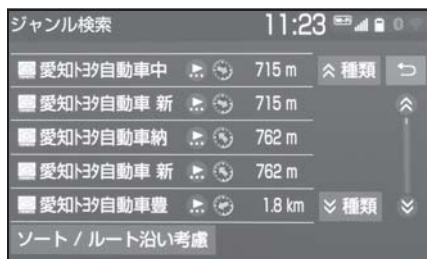 ジャンル検索 11:23
愛知トヨタ自動車中 715 m 種類
愛知トヨタ自動車 新 715 m
愛知トヨタ自動車納 762 m
愛知トヨタ自動車 新 762 m
愛知トヨタ自動車豊 1.8 km 種類
ソート / ルート沿い考慮